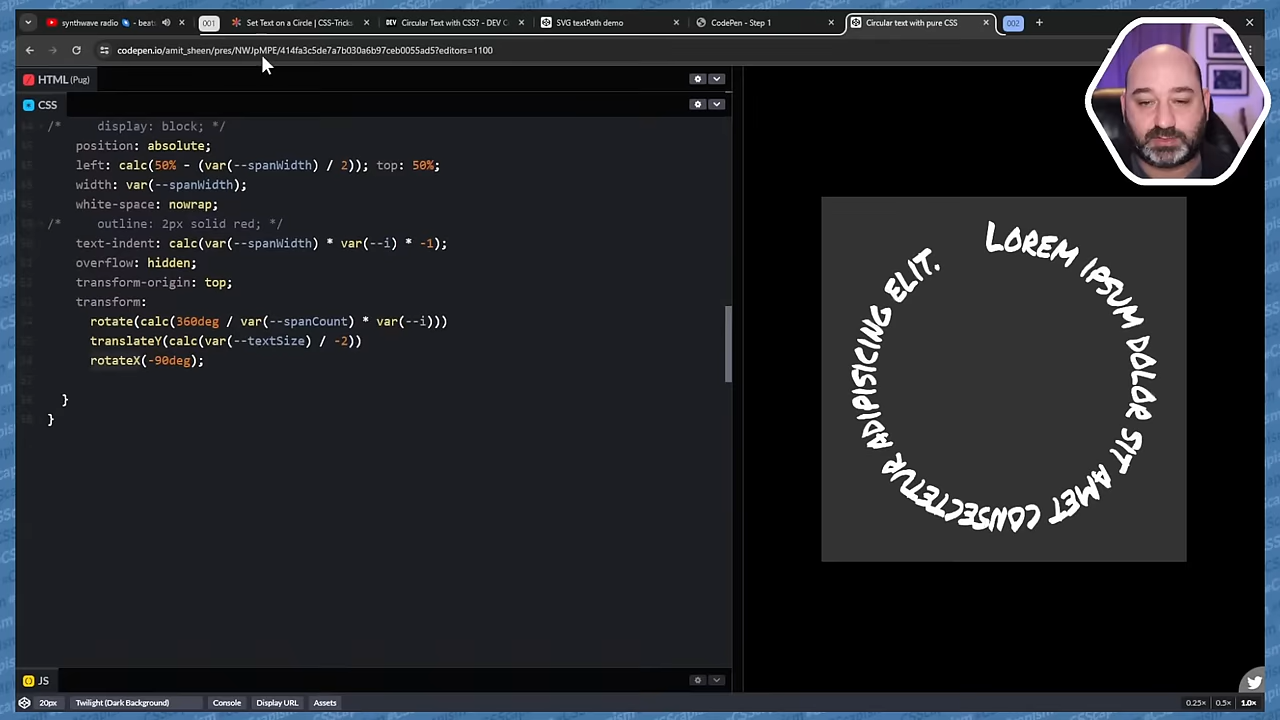 synthwave radio
001
Set Text on a Circle | CSS-Tricks
DEV Circular Text with CSS? - DEV C
SVG textPath demo
CodePen - Step 1
Circular text with pure CSS
002
codepen.io/amit_sheen/pres/NWJpMPE/414fa3c5de7a7b030a6b97ceb0055ad5?editors=1100
HTML (Pug)
CSS
/* display: block; */
position: absolute;
left: calc(50% - (var(--spanWidth) / 2)); top: 50%;
width: var(--spanWidth);
white-space: nowrap;
/* outline: 2px solid red; */
text-indent: calc(var(--spanWidth) * var(--i) * -1);
overflow: hidden;
transform-origin: top;
transform:
rotate(calc(360deg / var(--spanCount) * var(--i)))
translateY(calc(var(--textSize) / -2))
rotateX(-90deg);
}
}
LOREM IPSUM DOLOR SIT AMET CONSECTETUR ADIPISICING ELIT.
JS
20px
Twilight (Dark Background)
Console
Display URL
Assets
0.25×
0.5×
1.0×